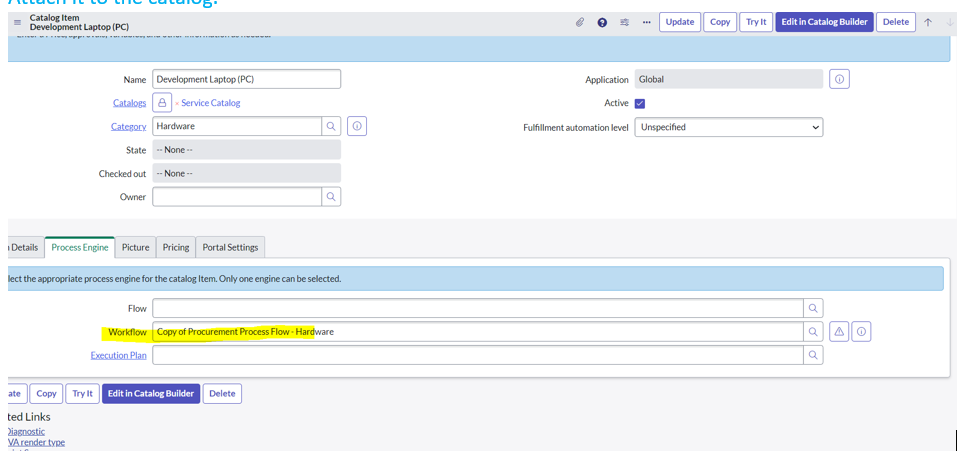 Attach it to the catalog:
Catalog Item
Development Laptop (PC)
Update Copy Try It Edit in Catalog Builder Delete
Name Development Laptop (PC)
Application Global
Catalogs × Service Catalog
Active
Category Hardware
Fulfillment automation level Unspecified
State -- None --
Checked out -- None --
Owner
Details Process Engine Picture Pricing Portal Settings
lect the appropriate process engine for the catalog Item. Only one engine can be selected.
Flow
Workflow Copy of Procurement Process Flow - Hardware
Execution Plan
ate Copy Try It Edit in Catalog Builder Delete
ted Links
Diagnostic
VA render type